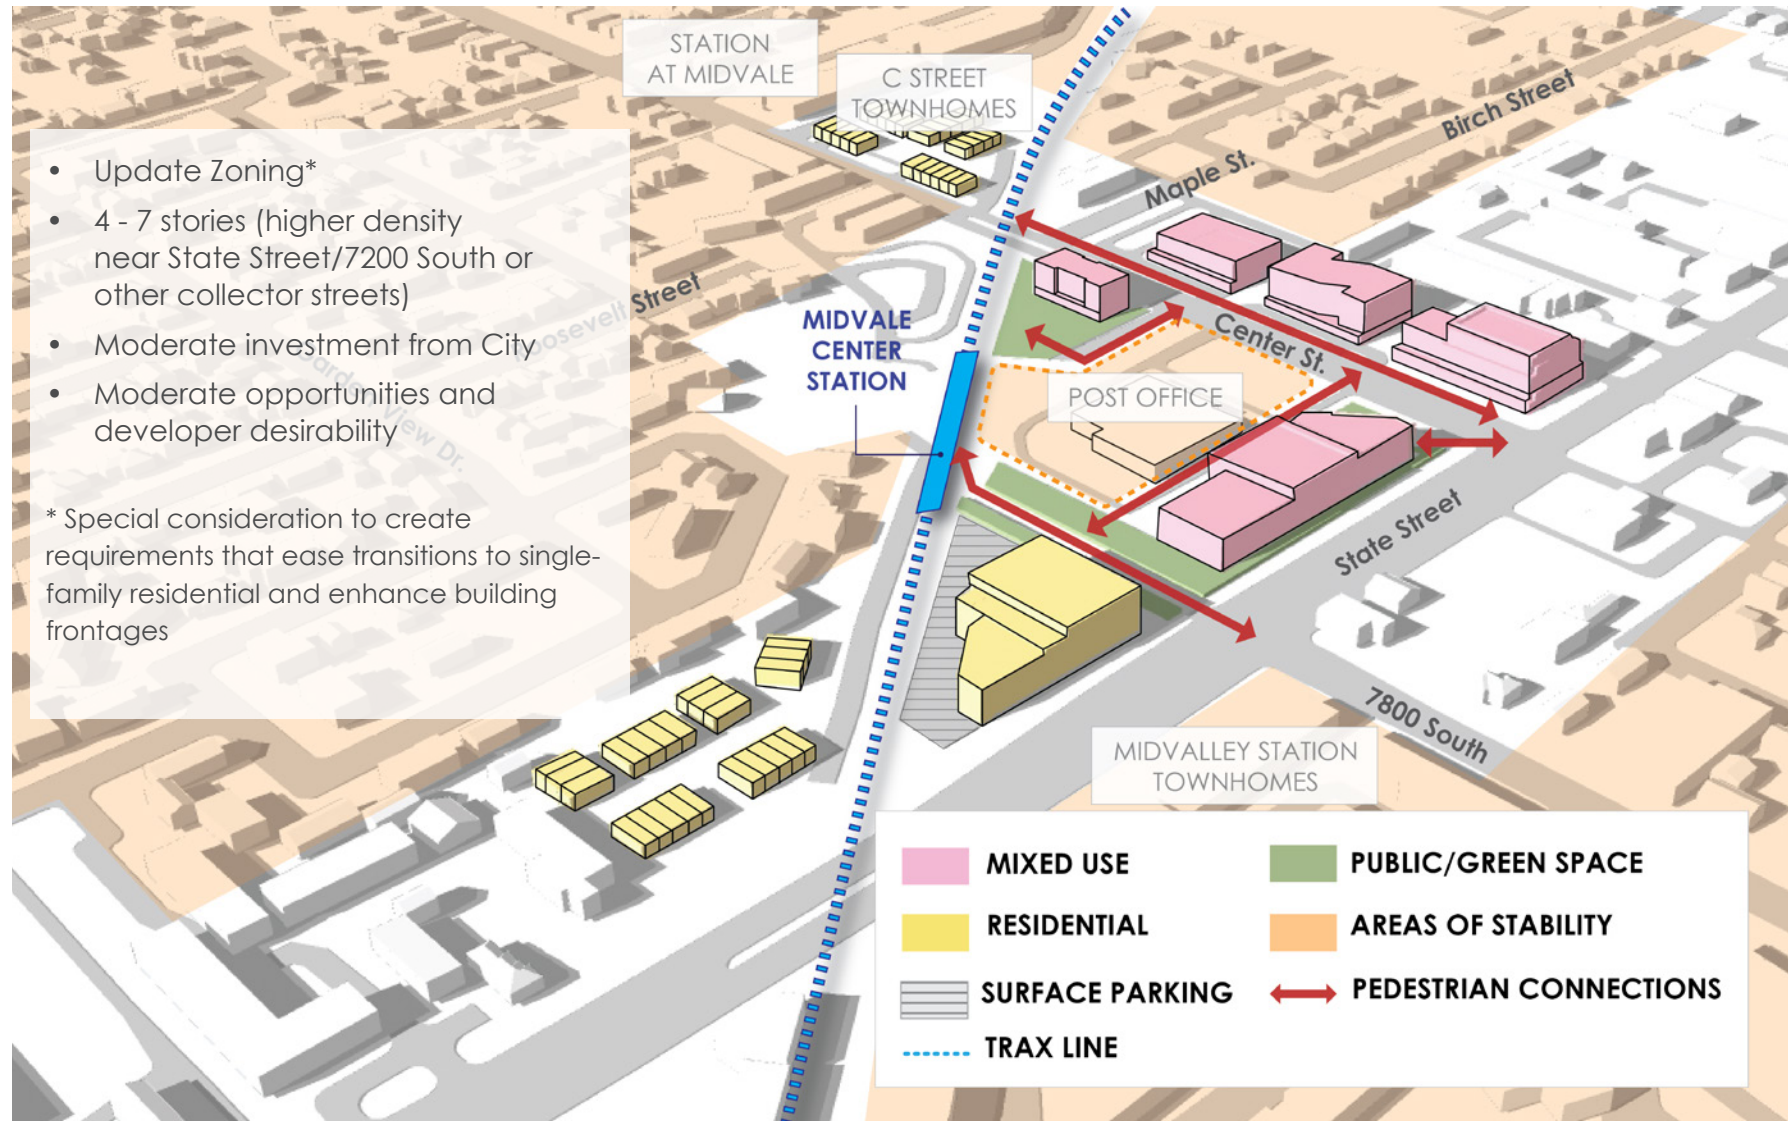 STATION
AT MIDVALE
C STREET
TOWNHOMES
Birch Street
Maple St.
• Update Zoning*
• 4 - 7 stories (higher density
near State Street/7200 South or
other collector streets)
• Moderate investment from City
• Moderate opportunities and
developer desirability
* Special consideration to create
requirements that ease transitions to single-
family residential and enhance building
frontages
oosevelt Street
View Dr.
MIDVALE
CENTER
STATION
Center St.
POST OFFICE
State Street
7800 South
MIDVALLEY STATION
TOWNHOMES
MIXED USE
PUBLIC/GREEN SPACE
RESIDENTIAL
AREAS OF STABILITY
SURFACE PARKING
PEDESTRIAN CONNECTIONS
TRAX LINE